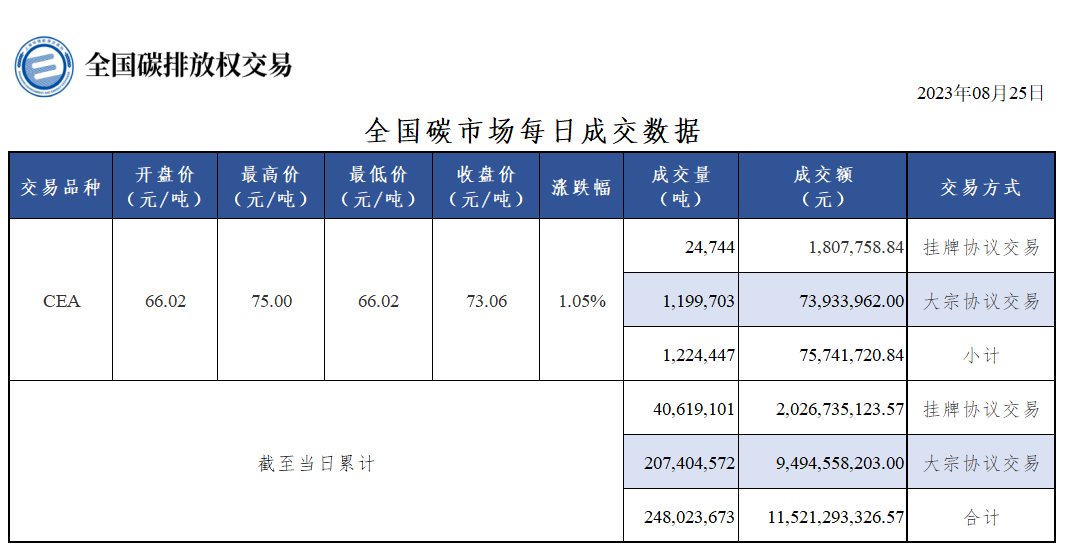 全国碳排放权交易
2023年08月25日
全国碳市场每日成交数据
交易品种 开盘价（元/吨） 最高价（元/吨） 最低价（元/吨） 收盘价（元/吨） 涨跌幅 成交量（吨） 成交额（元） 交易方式
CEA 66.02 75.00 66.02 73.06 1.05% 24,744 1,807,758.84 挂牌协议交易
1,199,703 73,933,962.00 大宗协议交易
1,224,447 75,741,720.84 小计
截至当日累计 40,619,101 2,026,735,123.57 挂牌协议交易
207,404,572 9,494,558,203.00 大宗协议交易
248,023,673 11,521,293,326.57 合计